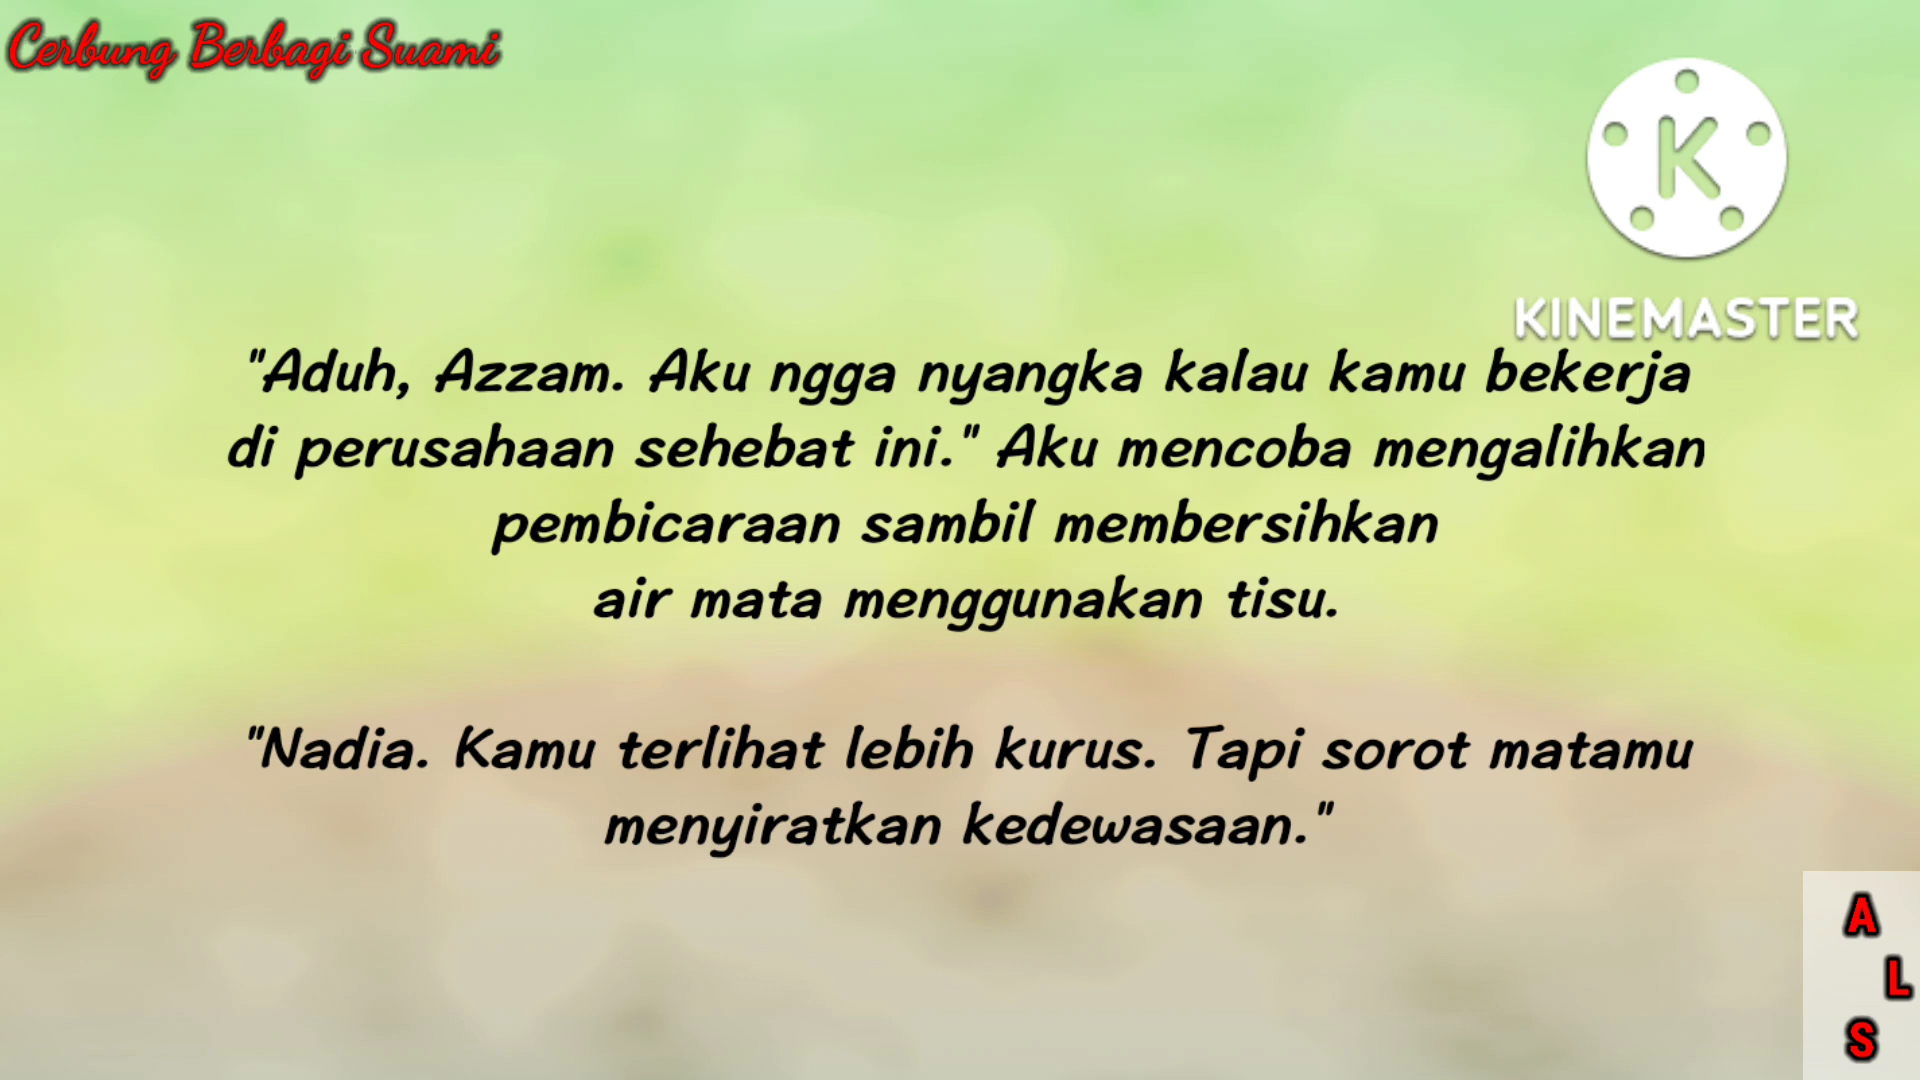 Cerbung Berbagi Suami
K
KINEMASTER
"Aduh, Azzam. Aku ngga nyangka kalau kamu bekerja
di perusahaan sehebat ini." Aku mencoba mengalihkan
pembicaraan sambil membersihkan
air mata menggunakan tisu.
"Nadia. Kamu terlihat lebih kurus. Tapi sorot matamu
menyiratkan kedewasaan."
A
L
S